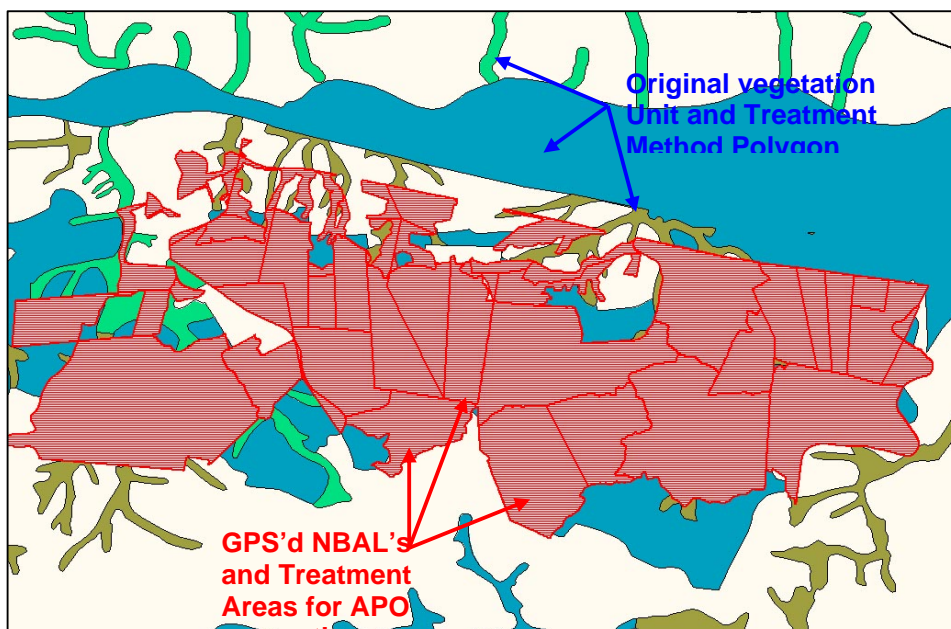 Original vegetation
Unit and Treatment
Method Polygon
GPS'd NBAL's
and Treatment
Areas for APO